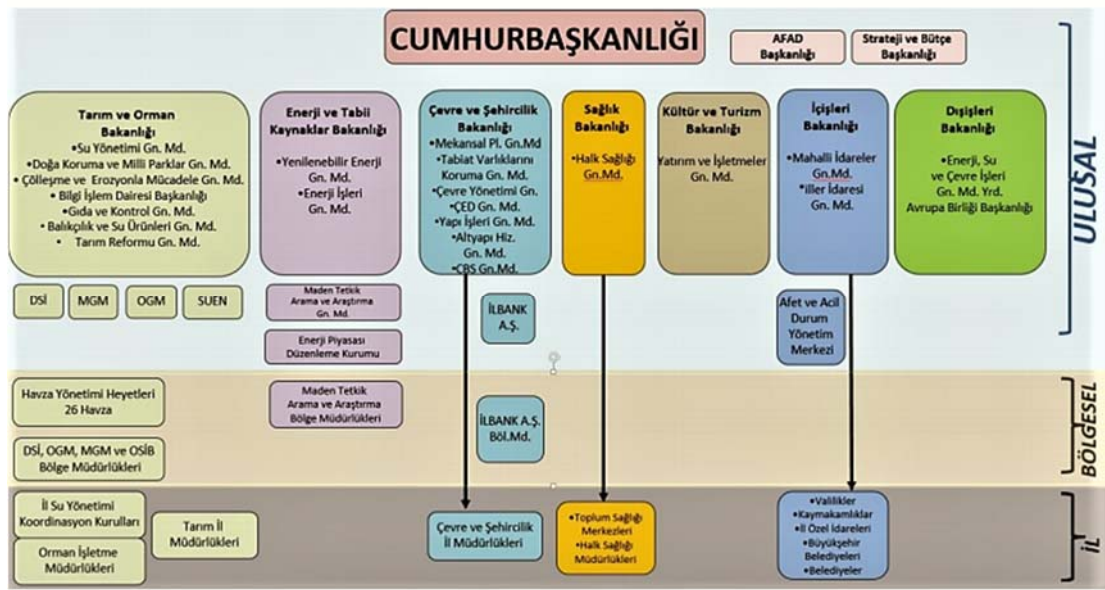 CUMHURBAŞKANLIĞI
AFAD
Başkanlığı
Strateji ve Bütçe
Başkanlığı
Tarım ve Orman
Bakanlığı
•Su Yönetimi Gn. Md.
•Doğa Koruma ve Milli Parklar Gn. Md.
•Çölleşme ve Erozyonla Mücadele Gn. Md.
• Bilgi İşlem Dairesi Başkanlığı
•Gıda ve Kontrol Gn. Md.
• Balıkçılık ve Su Ürünleri Gn. Md.
• Tarım Reformu Gn. Md.
Enerji ve Tabii
Kaynaklar Bakanlığı
•Yenilenebilir Enerji
Gn. Md.
•Enerji İşleri
Gn. Md.
Çevre ve Şehircilik
Bakanlığı
•Mekansal Pl. Gn.Md
•Tabiat Varlıklarını
Koruma Gn. Md.
•Çevre Yönetimi Gn.
•ÇED Gn. Md.
•Yapı İşleri Gn. Md.
•Altyapı Hiz.
Gn. Md.
•CBS Gn.Md.
Sağlık
Bakanlığı
•Halk Sağlığı
Gn.Md.
Kültür ve Turizm
Bakanlığı
Yatırım ve İşletmeler
Gn. Md.
İçişleri
Bakanlığı
•Mahalli İdareler
Gn.Md.
•iller İdaresi
Gn. Md.
Dışişleri
Bakanlığı
•Enerji, Su
ve Çevre İşleri
Gn. Md. Yrd.
Avrupa Birliği Başkanlığı
ULUSAL
DSİ
MGM
OGM
SUEN
Maden Tetkik
Arama ve Araştırma
Gn. Md.
Enerji Piyasası
Düzenleme Kurumu
İLBANK
A.Ş.
Afet ve Acil
Durum
Yönetim
Merkezi
Havza Yönetimi Heyetleri
26 Havza
DSİ, OGM, MGM ve OSİB
Bölge Müdürlükleri
Maden Tetkik
Arama ve Araştırma
Bölge Müdürlükleri
İLBANK A.Ş.
Böl.Md.
BÖLGESEL
İl Su Yönetimi
Koordinasyon Kurulları
Orman İşletme
Müdürlükleri
Tarım İl
Müdürlükleri
Çevre ve Şehircilik
İl Müdürlükleri
•Toplum Sağlığı
Merkezleri
•Halk Sağlığı
Müdürlükleri
•Valilikler
•Kaymakamlıklar
•İl Özel İdareleri
•Büyükşehir
Belediyeleri
•Belediyeler
İL